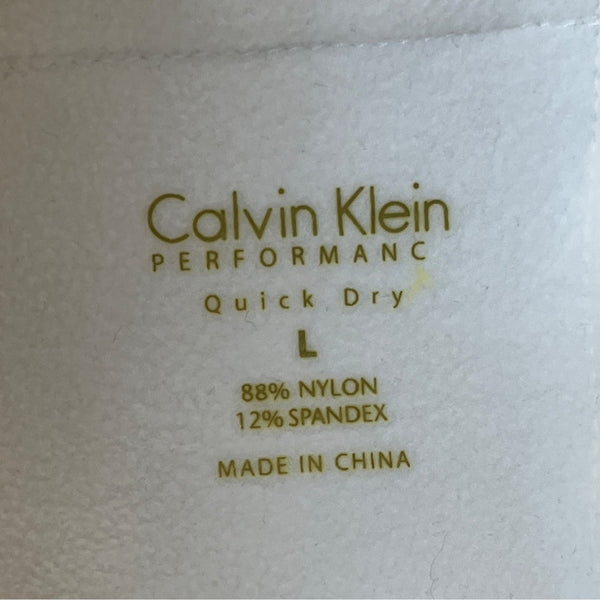 Calvin Klein
PERFORMANC
Quick Dry
L
88% NYLON
12% SPANDEX
MADE IN CHINA